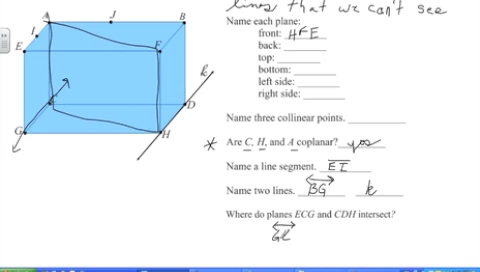 lines that we can't see
Name each plane:
front: HFE
back:
top:
bottom:
left side:
right side:
Name three collinear points.
* Are C, H, and A coplanar? yes
Name a line segment. EI
Name two lines. BG k
Where do planes ECG and CDH intersect?
A J B
I
E F
k
C D
G H